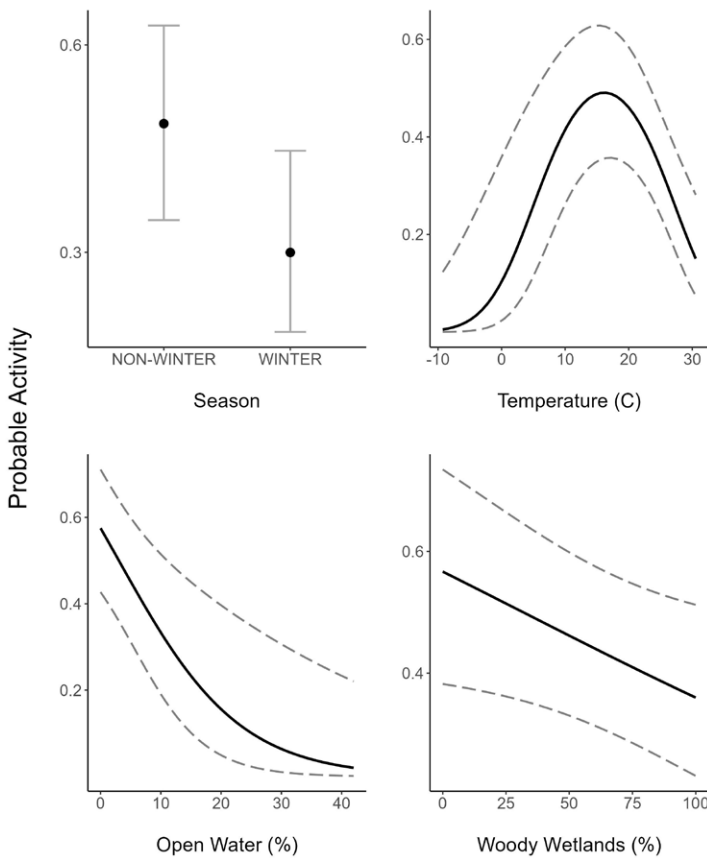 Probable Activity
0.6
0.3
NON-WINTER WINTER
Season
0.6
0.4
0.2
-10 0 10 20 30
Temperature (C)
0.6
0.4
0.2
0 10 20 30 40
Open Water (%)
0.6
0.4
0 25 50 75 100
Woody Wetlands (%)